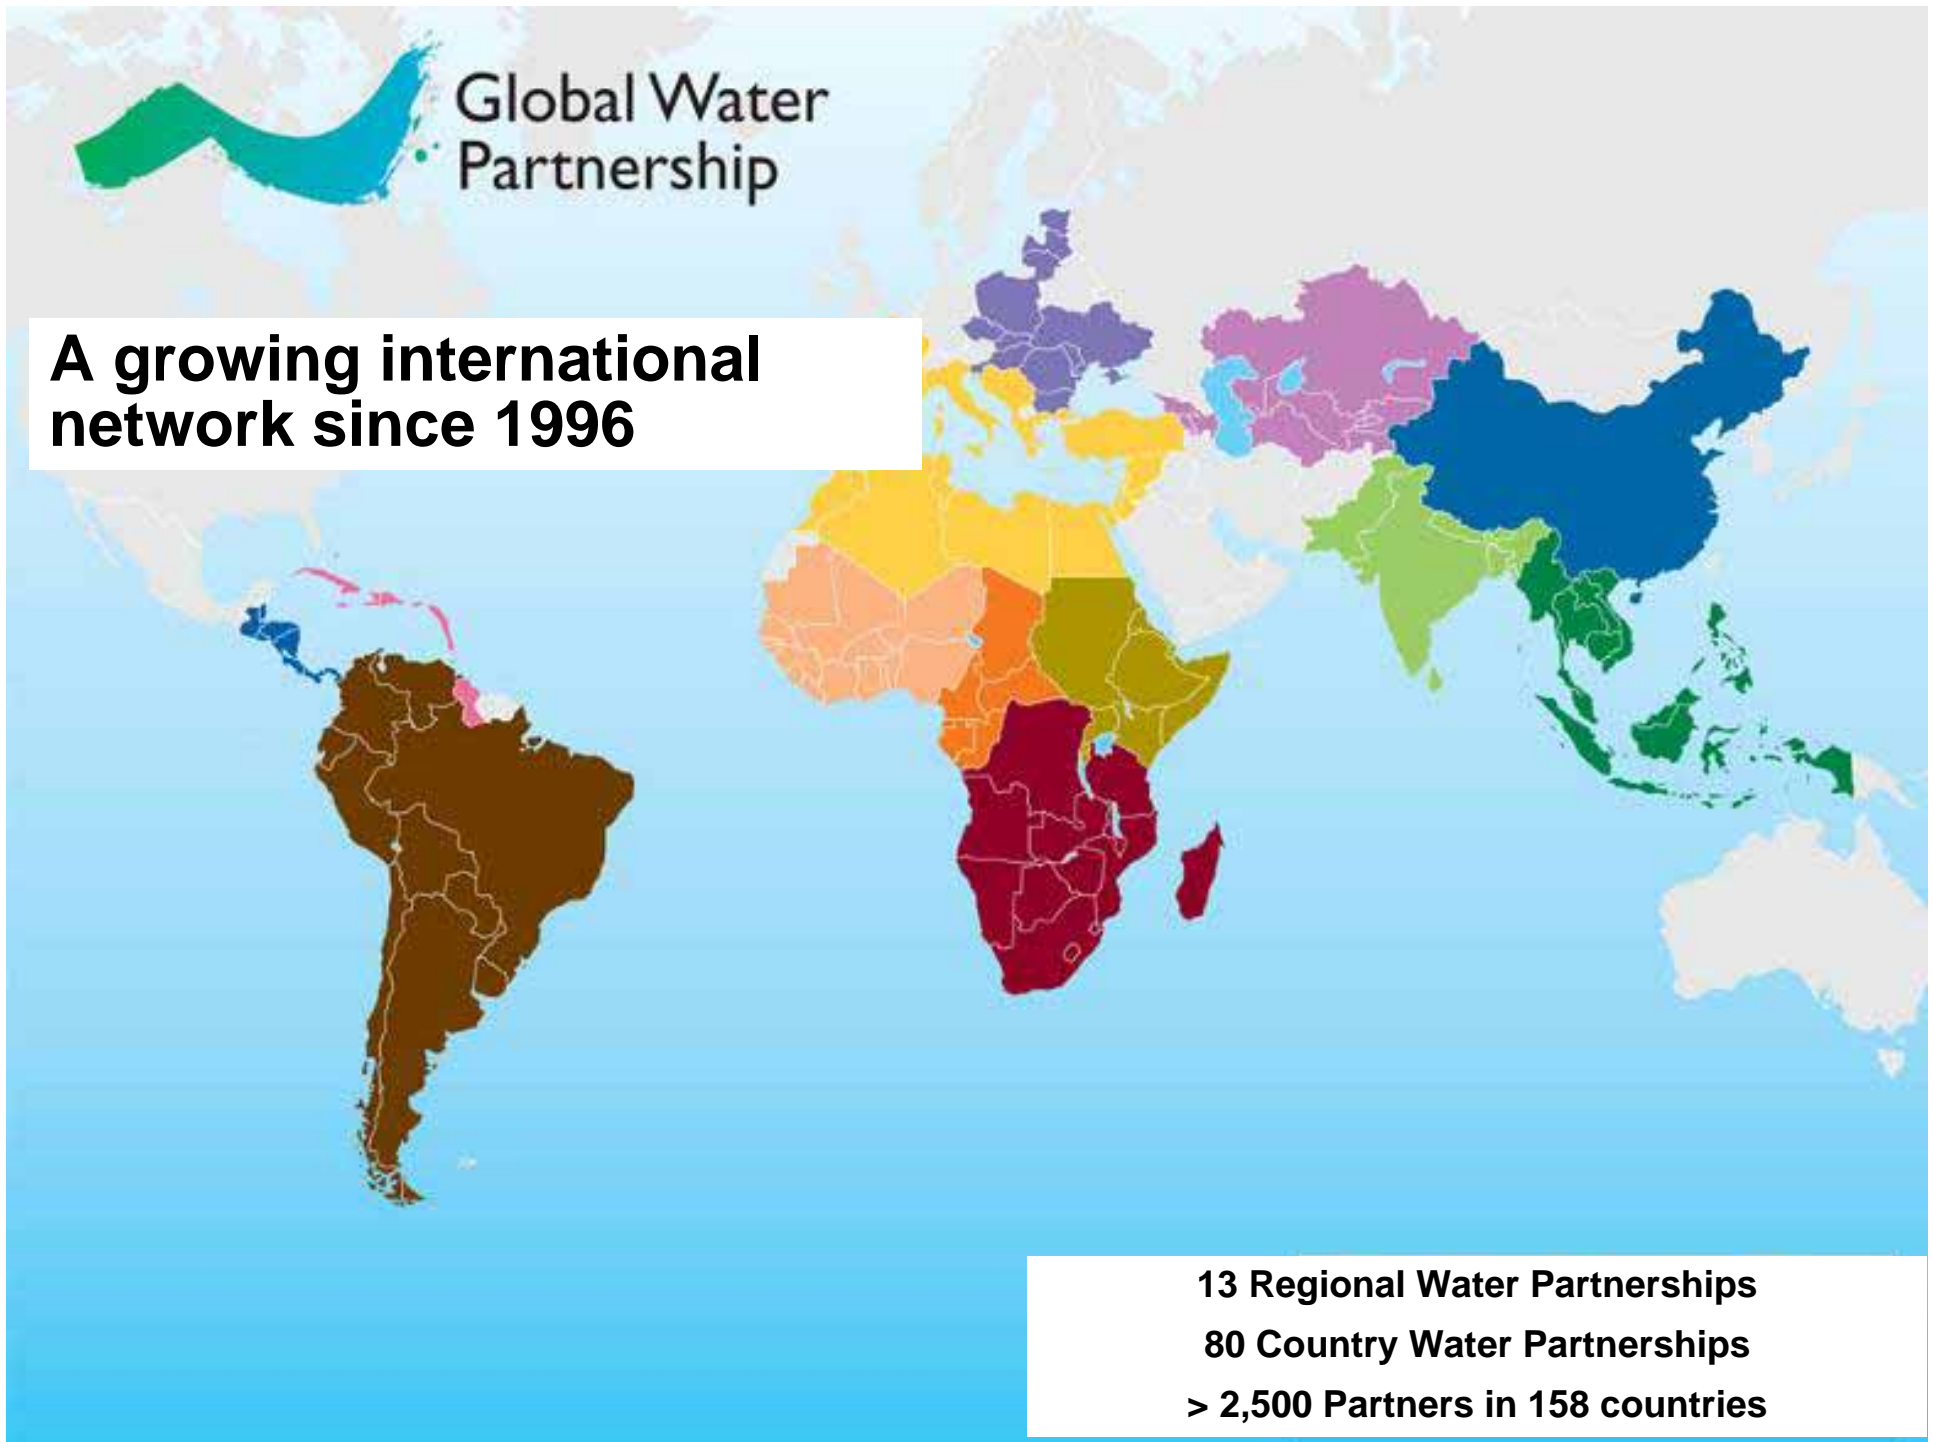 Global Water
Partnership
A growing international
network since 1996
13 Regional Water Partnerships
80 Country Water Partnerships
> 2,500 Partners in 158 countries